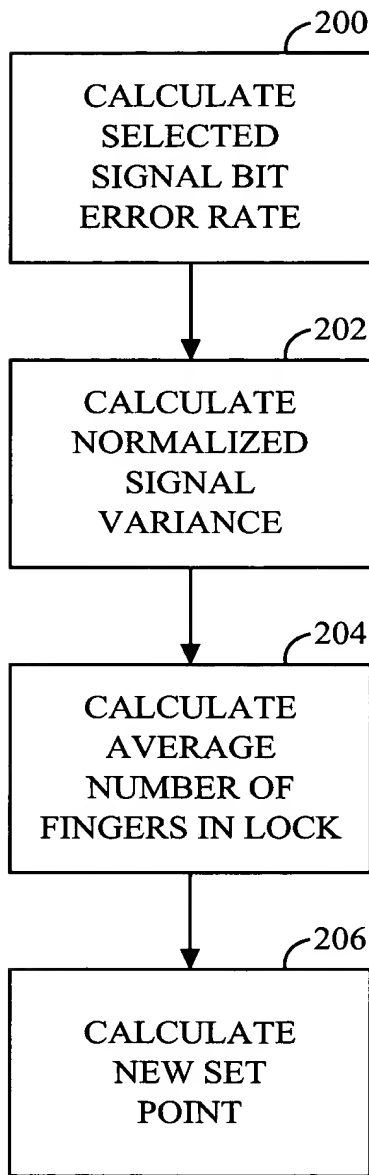 200
CALCULATE
SELECTED
SIGNAL BIT
ERROR RATE
202
CALCULATE
NORMALIZED
SIGNAL
VARIANCE
204
CALCULATE
AVERAGE
NUMBER OF
FINGERS IN LOCK
206
CALCULATE
NEW SET
POINT